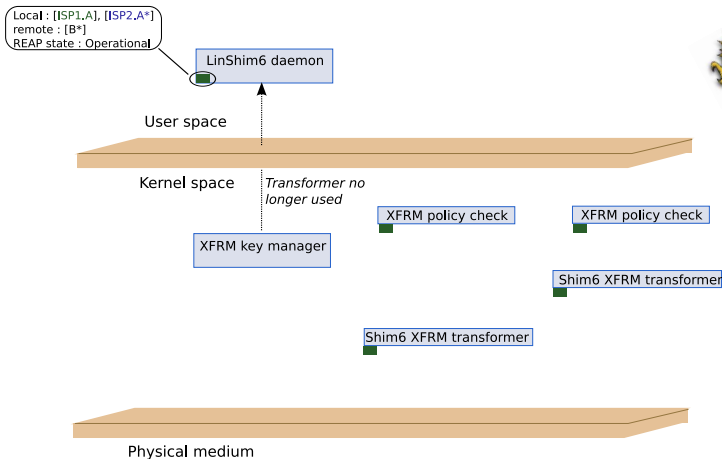 Local : [ISP1.A], [ISP2.A*]
remote : [B*]
REAP state : Operational
LinShim6 daemon
User space
Kernel space
Transformer no
longer used
XFRM policy check
XFRM policy check
XFRM key manager
Shim6 XFRM transformer
Shim6 XFRM transformer
Physical medium